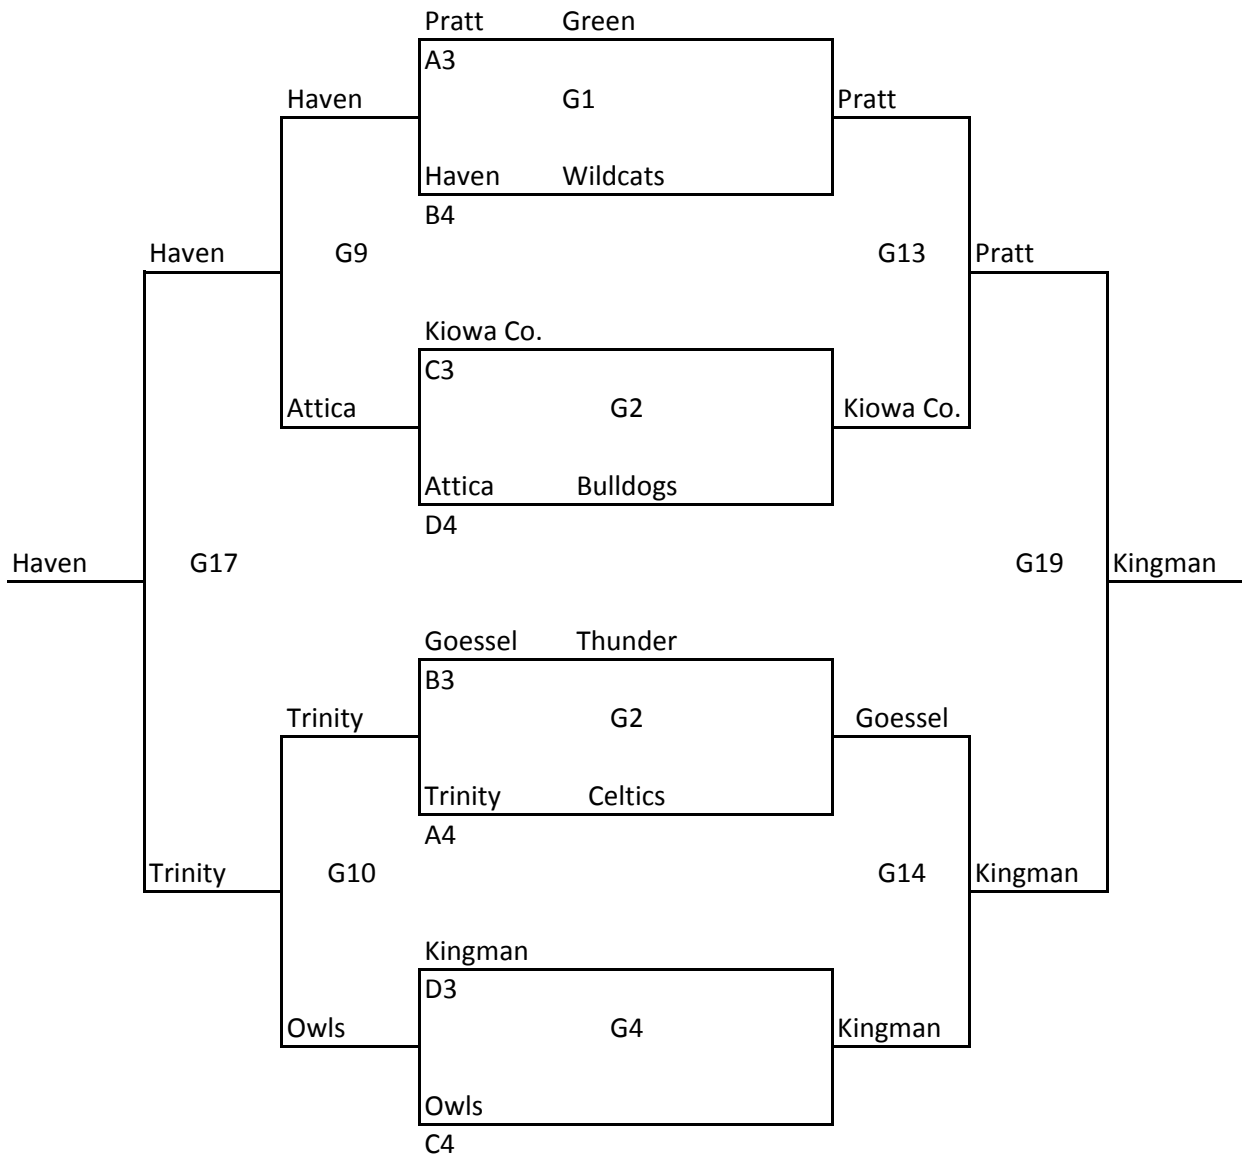 Pratt Green
A3
Haven G1 Pratt
Haven Wildcats
B4
Haven G9 G13 Pratt
Kiowa Co.
C3
Attica G2 Kiowa Co.
Attica Bulldogs
D4
Haven G17 G19 Kingman
Goessel Thunder
B3
Trinity G2 Goessel
Trinity Celtics
A4
Trinity G10 G14 Kingman
Kingman
D3
Owls G4 Kingman
Owls
C4